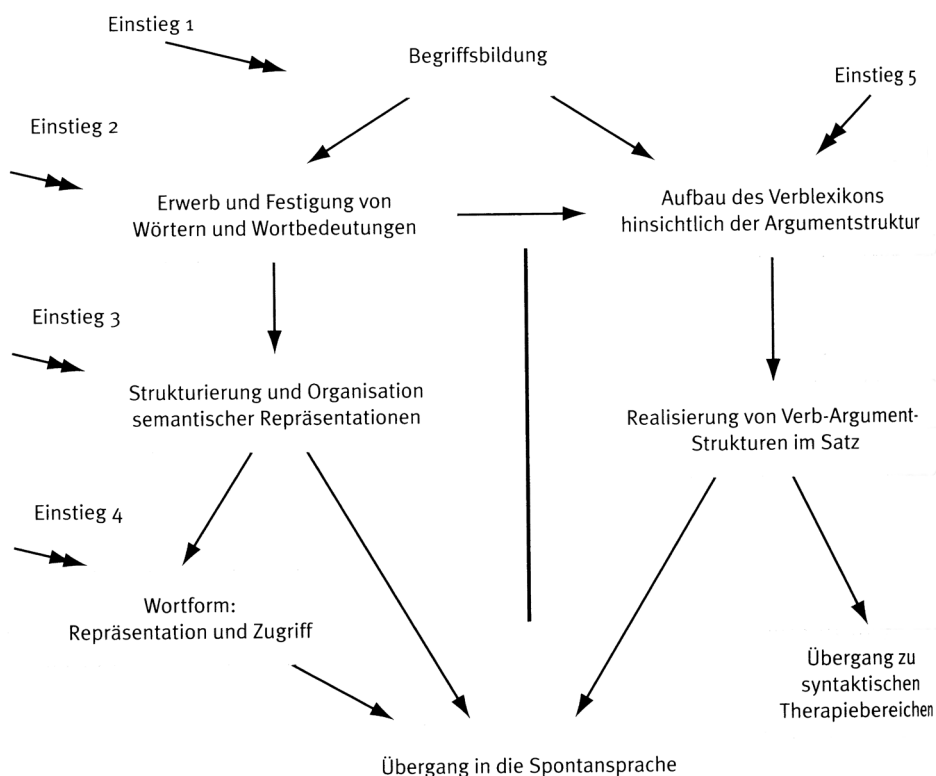 Einstieg 1
Begriffsbildung
Einstieg 5
Einstieg 2
Erwerb und Festigung von
Wörtern und Wortbedeutungen
Aufbau des Verblexikons
hinsichtlich der Argumentstruktur
Einstieg 3
Strukturierung und Organisation
semantischer Repräsentationen
Realisierung von Verb-Argument-
Strukturen im Satz
Einstieg 4
Wortform:
Repräsentation und Zugriff
Übergang zu
syntaktischen
Therapiebereichen
Übergang in die Spontansprache